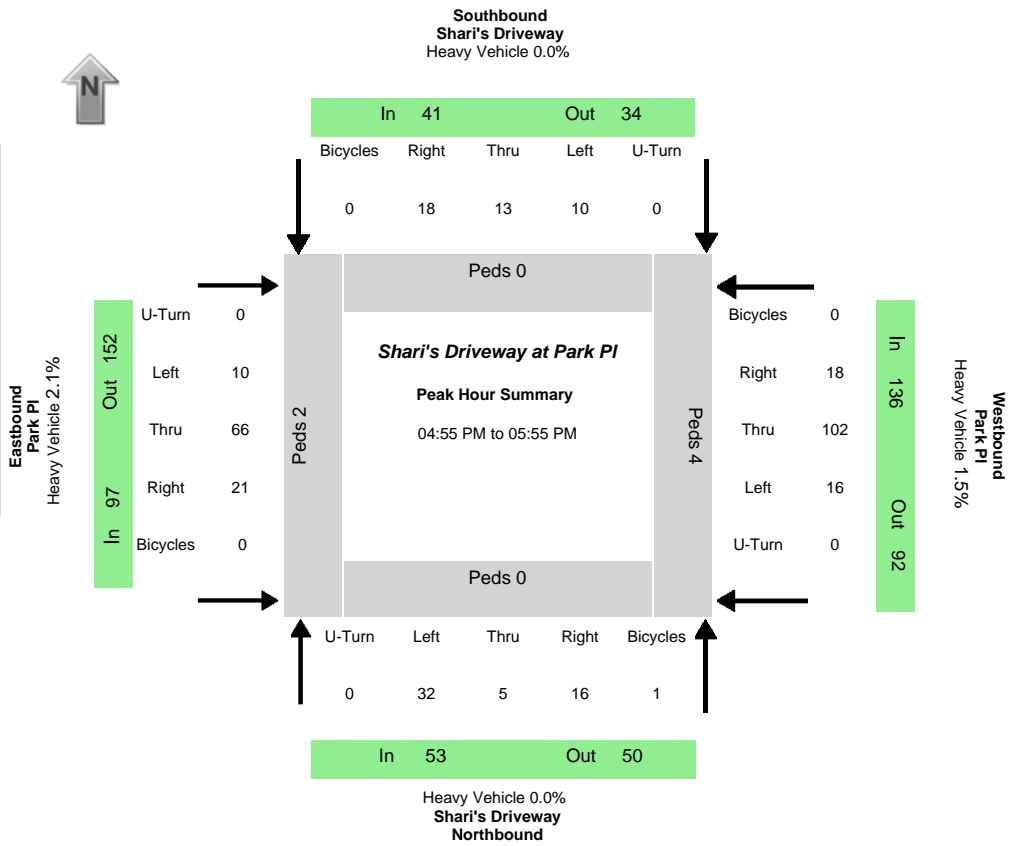 Southbound
Shari's Driveway
Heavy Vehicle 0.0%
N
In 41 Out 34
Bicycles Right Thru Left U-Turn
0 18 13 10 0
Peds 0
U-Turn 0
Left 10
Thru 66
Right 21
Bicycles 0
Out 152
In 97
Eastbound
Park Pl
Heavy Vehicle 2.1%
Peds 2
Shari's Driveway at Park Pl
Peak Hour Summary
04:55 PM to 05:55 PM
Peds 4
Bicycles 0
Right 18
Thru 102
Left 16
U-Turn 0
In 136
Out 92
Westbound
Park Pl
Heavy Vehicle 1.5%
Peds 0
U-Turn Left Thru Right Bicycles
0 32 5 16 1
In 53 Out 50
Heavy Vehicle 0.0%
Shari's Driveway
Northbound